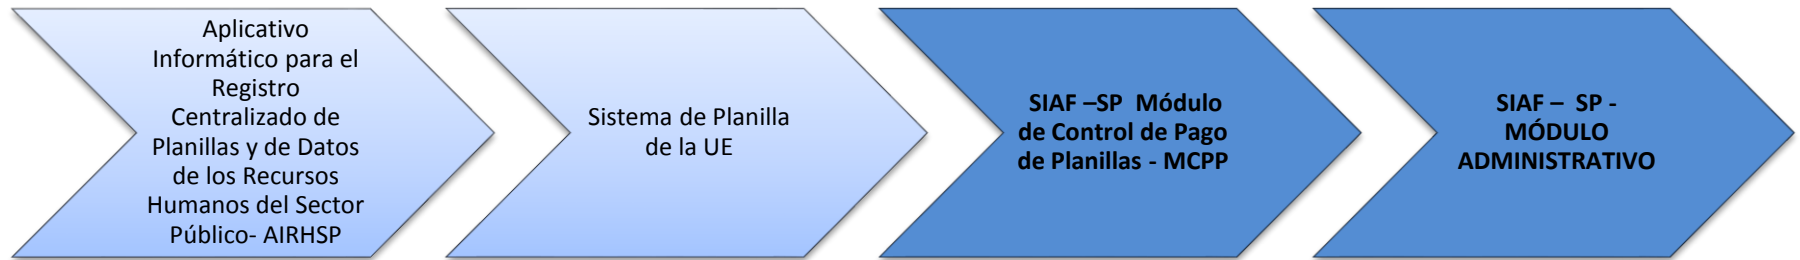 Aplicativo
Informático para el
Registro
Centralizado de
Planillas y de Datos
de los Recursos
Humanos del Sector
Público- AIRHSP
Sistema de Planilla
de la UE
SIAF –SP Módulo
de Control de Pago
de Planillas - MCPP
SIAF – SP -
MÓDULO
ADMINISTRATIVO